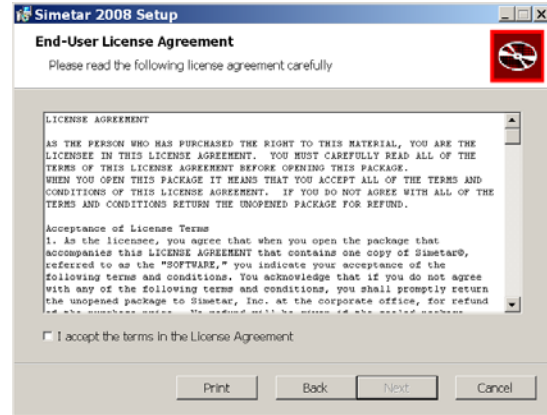 Simetar 2008 Setup
End-User License Agreement
Please read the following license agreement carefully
LICENSE AGREEMENT
AS THE PERSON WHO HAS PURCHASED THE RIGHT TO THIS MATERIAL, YOU ARE THE
LICENSEE IN THIS LICENSE AGREEMENT.  YOU MUST CAREFULLY READ ALL OF THE
TERMS OF THIS LICENSE AGREEMENT BEFORE OPENING THIS PACKAGE.
WHEN YOU OPEN THIS PACKAGE IT MEANS THAT YOU ACCEPT ALL OF THE TERMS AND
CONDITIONS OF THIS LICENSE AGREEMENT.  IF YOU DO NOT AGREE WITH ALL OF THE
TERMS AND CONDITIONS RETURN THE UNOPENED PACKAGE FOR REFUND.
Acceptance of License Terms
1. As the licensee, you agree that when you open the package that
accompanies this LICENSE AGREEMENT that contains one copy of Simetar®,
referred to as the "SOFTWARE," you indicate your acceptance of the
following terms and conditions. You acknowledge that if you do not agree
with any of the following terms and conditions, you shall promptly return
the unopened package to Simetar, Inc. at the corporate office, for refund
I accept the terms in the License Agreement
Print
Back
Next
Cancel